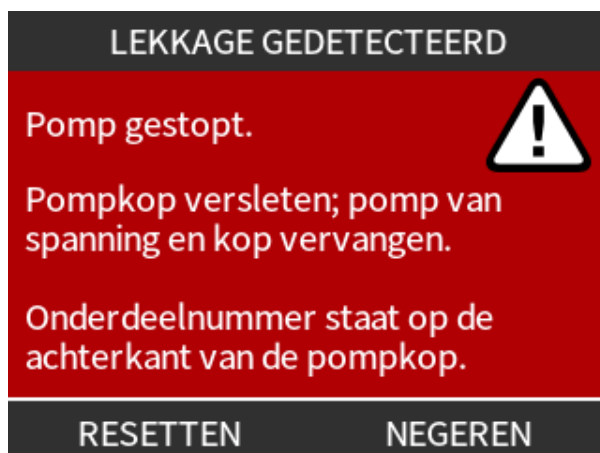 LEKKAGE GEDETECTEERD
Pomp gestopt.
Pompkop versleten; pomp van
spanning en kop vervangen.
Onderdeelnummer staat op de
achterkant van de pompkop.
RESETTEN NEGEREN